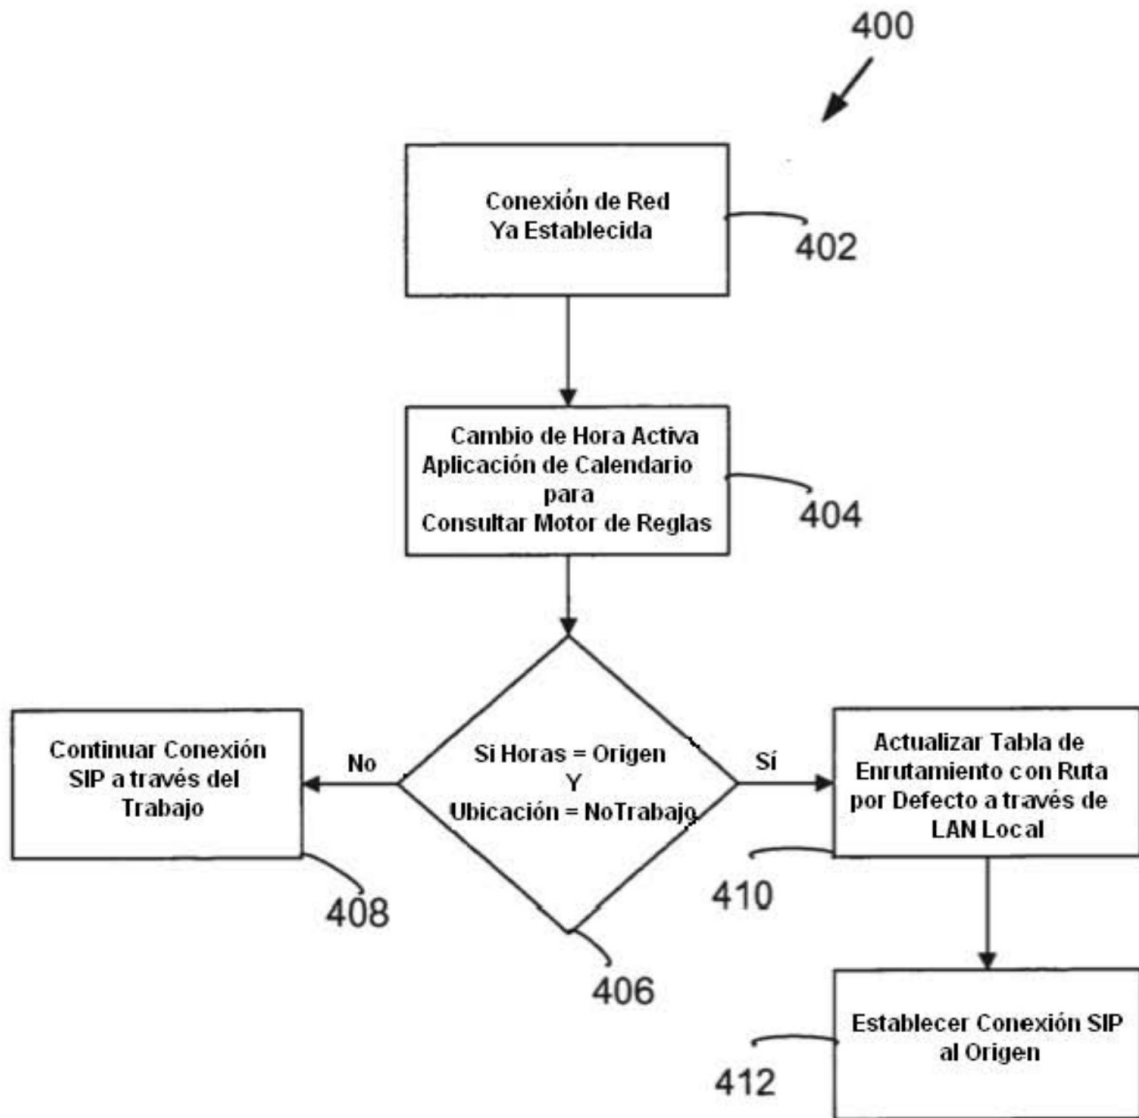 400
Conexión de Red
Ya Establecida
402
Cambio de Hora Activa
Aplicación de Calendario
para
Consultar Motor de Reglas
404
Si Horas = Origen
Y
Ubicación = NoTrabajo
406
No
Continuar Conexión
SIP a través del
Trabajo
408
Sí
Actualizar Tabla de
Enrutamiento con Ruta
por Defecto a través de
LAN Local
410
Establecer Conexión SIP
al Origen
412